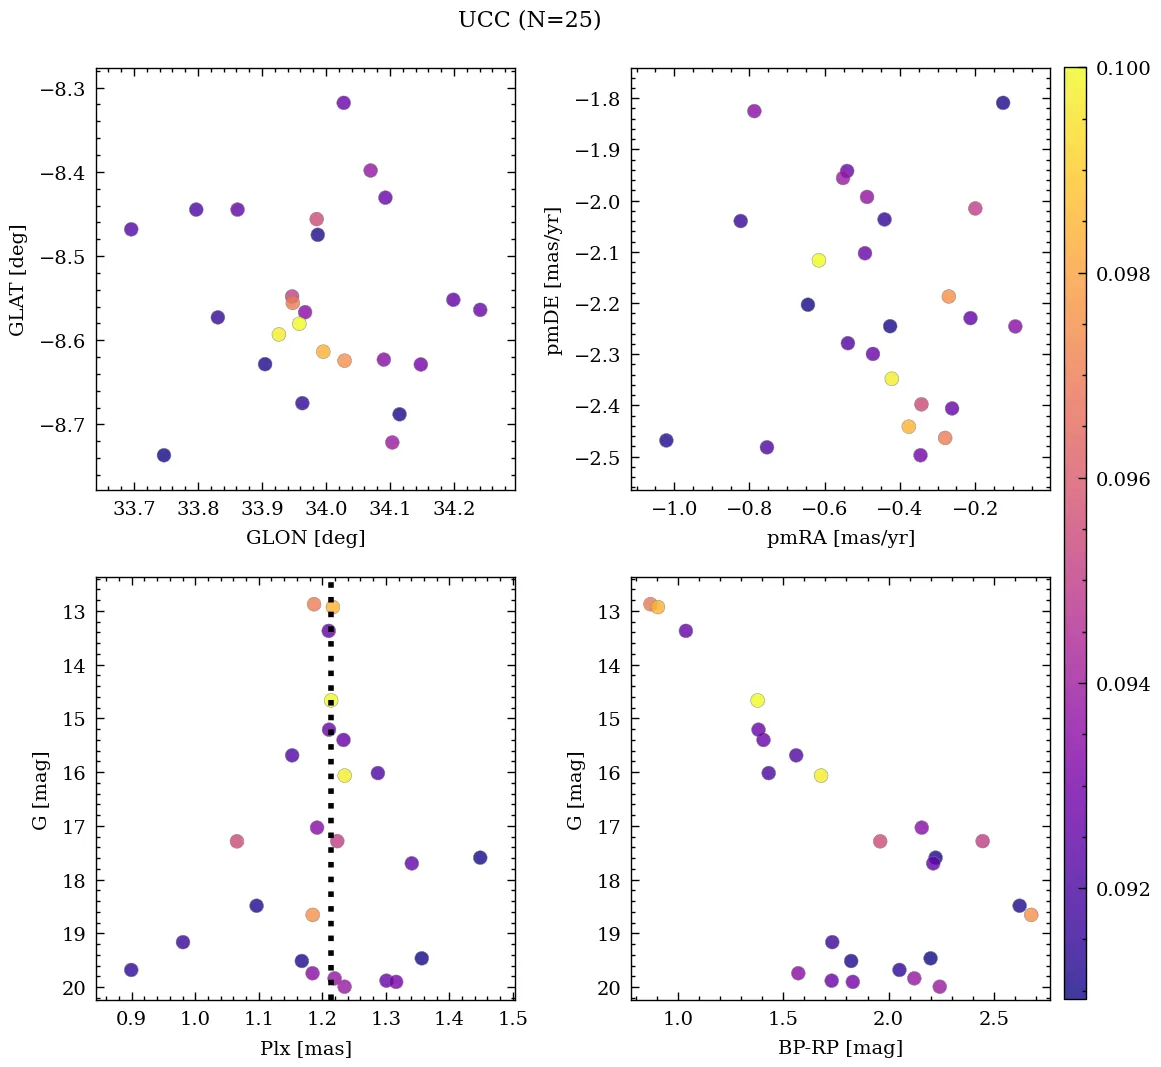 UCC (N=25)
−8.3
−8.4
−8.5
−8.6
−8.7
GLAT [deg]
33.7 33.8 33.9 34.0 34.1 34.2
GLON [deg]
−1.8
−1.9
−2.0
−2.1
−2.2
−2.3
−2.4
−2.5
pmDE [mas/yr]
−1.0 −0.8 −0.6 −0.4 −0.2
pmRA [mas/yr]
0.100
0.098
0.096
0.094
0.092
13
14
15
16
17
18
19
20
G [mag]
0.9 1.0 1.1 1.2 1.3 1.4 1.5
Plx [mas]
13
14
15
16
17
18
19
20
G [mag]
1.0 1.5 2.0 2.5
BP-RP [mag]